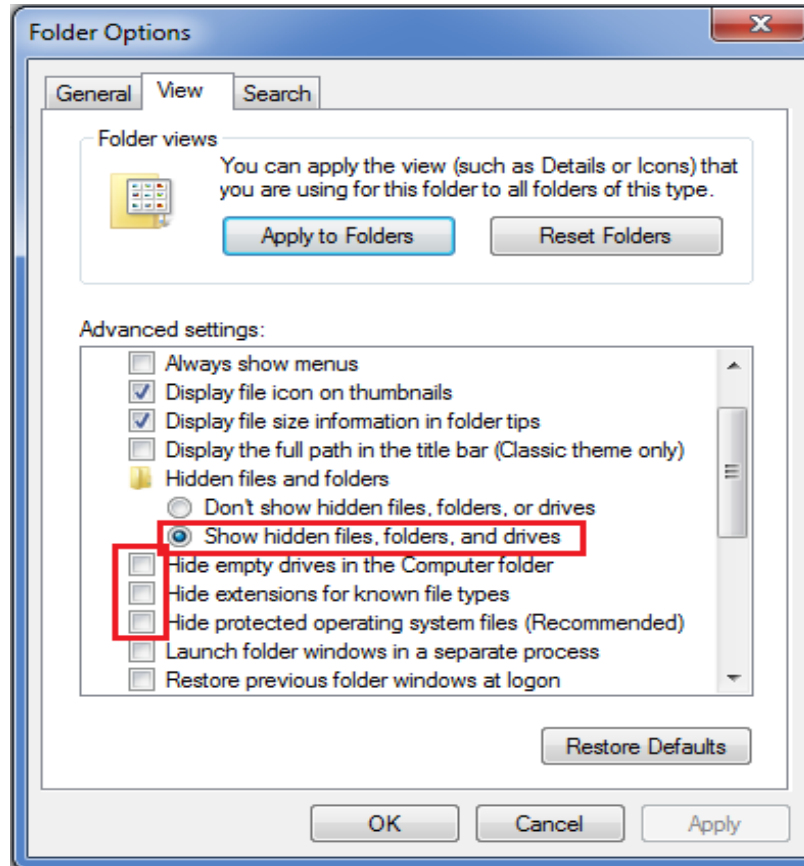 Folder Options
General View Search
Folder views
You can apply the view (such as Details or Icons) that
you are using for this folder to all folders of this type.
Apply to Folders Reset Folders
Advanced settings:
Always show menus
Display file icon on thumbnails
Display file size information in folder tips
Display the full path in the title bar (Classic theme only)
Hidden files and folders
Don't show hidden files, folders, or drives
Show hidden files, folders, and drives
Hide empty drives in the Computer folder
Hide extensions for known file types
Hide protected operating system files (Recommended)
Launch folder windows in a separate process
Restore previous folder windows at logon
Restore Defaults
OK Cancel Apply